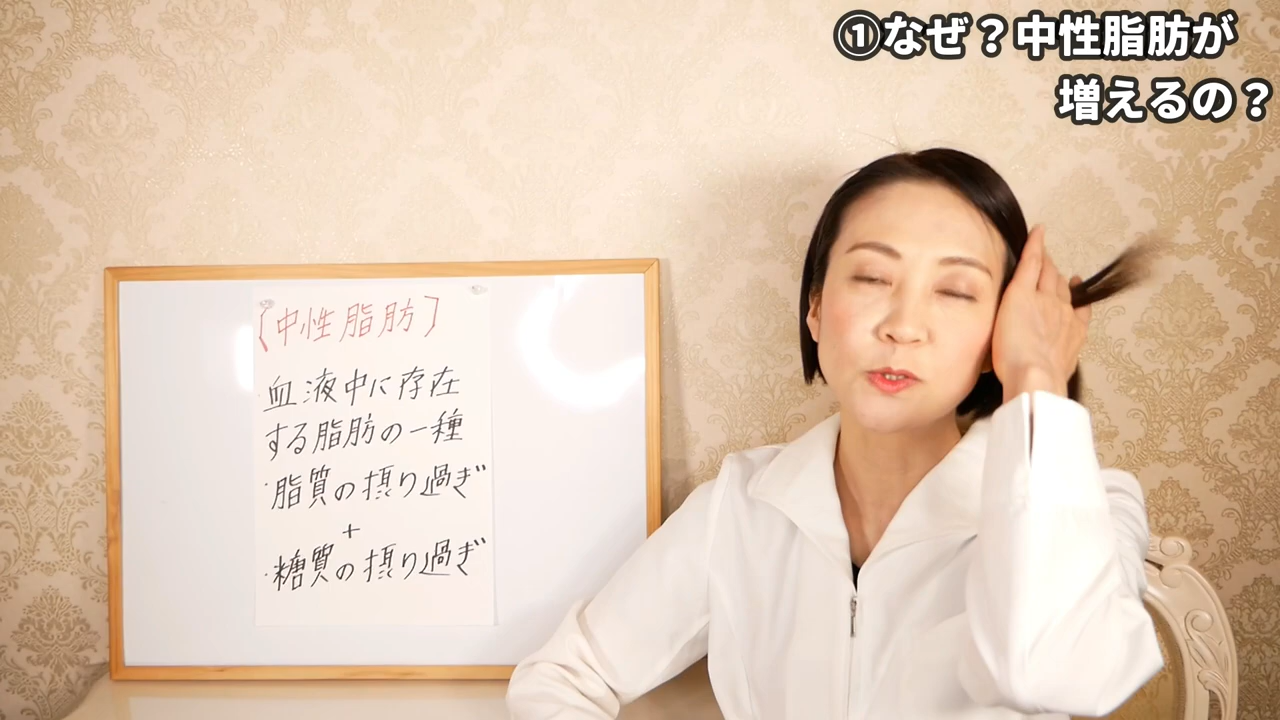 ①なぜ？中性脂肪が
増えるの？
[中性脂肪]
血液中に存在
する脂肪の一種
・脂質の摂り過ぎ
+
・糖質の摂り過ぎ